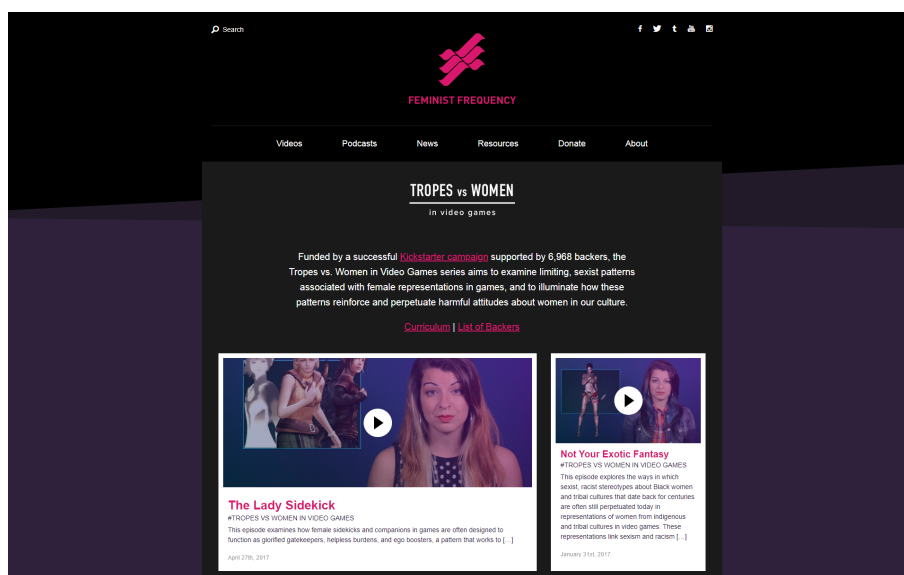 Search
FEMINIST FREQUENCY
Videos Podcasts News Resources Donate About
TROPES vs WOMEN
in video games
Funded by a successful Kickstarter campaign supported by 6,968 backers, the
Tropes vs. Women in Video Games series aims to examine limiting, sexist patterns
associated with female representations in games, and to illuminate how these
patterns reinforce and perpetuate harmful attitudes about women in our culture.
Curriculum | List of Backers
The Lady Sidekick
#TROPES VS WOMEN IN VIDEO GAMES
This episode examines how female sidekicks and companions in games are often designed to
function as glorified gatekeepers, helpless burdens, and ego boosters, a pattern that works to [...]
April 27th, 2017
Not Your Exotic Fantasy
#TROPES VS WOMEN IN VIDEO GAMES
This episode explores the ways in which
sexist, racist stereotypes about Black women
and tribal cultures that date back for centuries
are often still perpetuated today in
representations of women from indigenous
and tribal cultures in video games. These
representations link sexism and racism [...]
January 31st, 2017